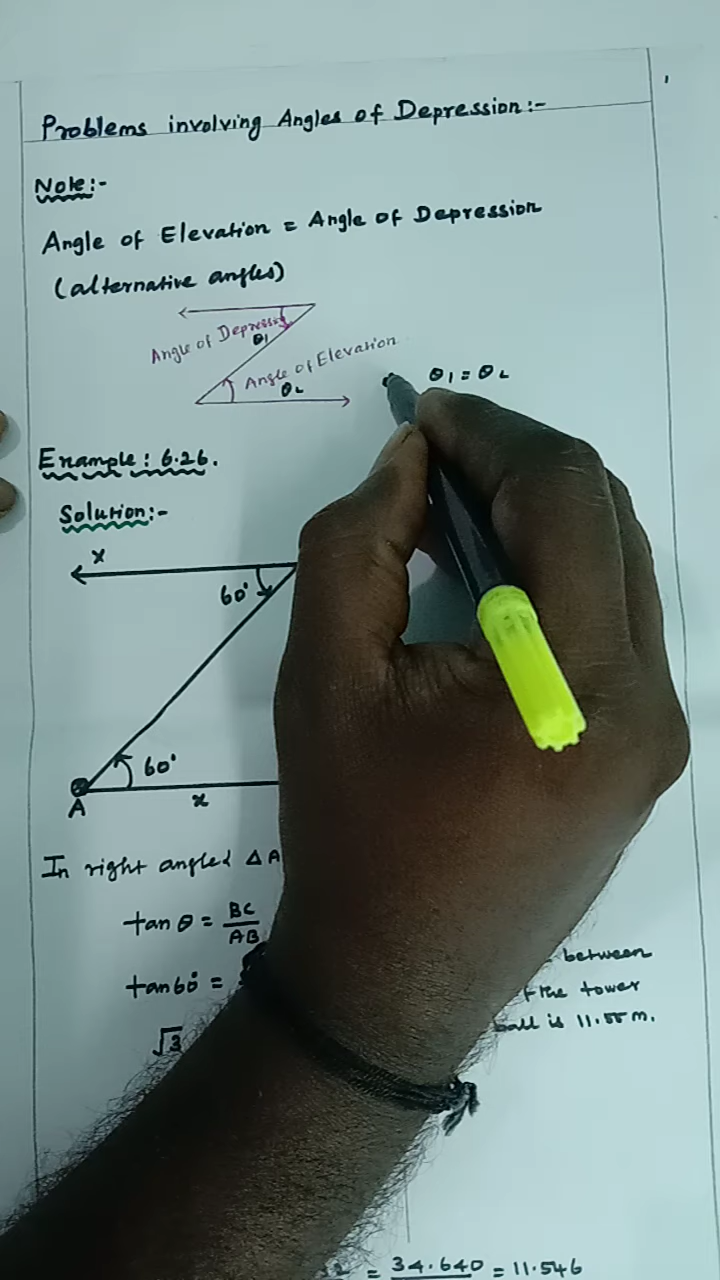 Problems involving Angles of Depression:-
Note:-
Angle of Elevation = Angle of Depression
(alternative angles)
Angle of Depression
θ1
Angle of Elevation
θ2
θ1 = θ2
Example: 6.26.
Solution:-
x
60°
60°
A
x
In right angled Δ A
tan θ = BC/AB
tan 60° =
√3
between
the tower
ball is 11.55 m.
= 34.640 = 11.546